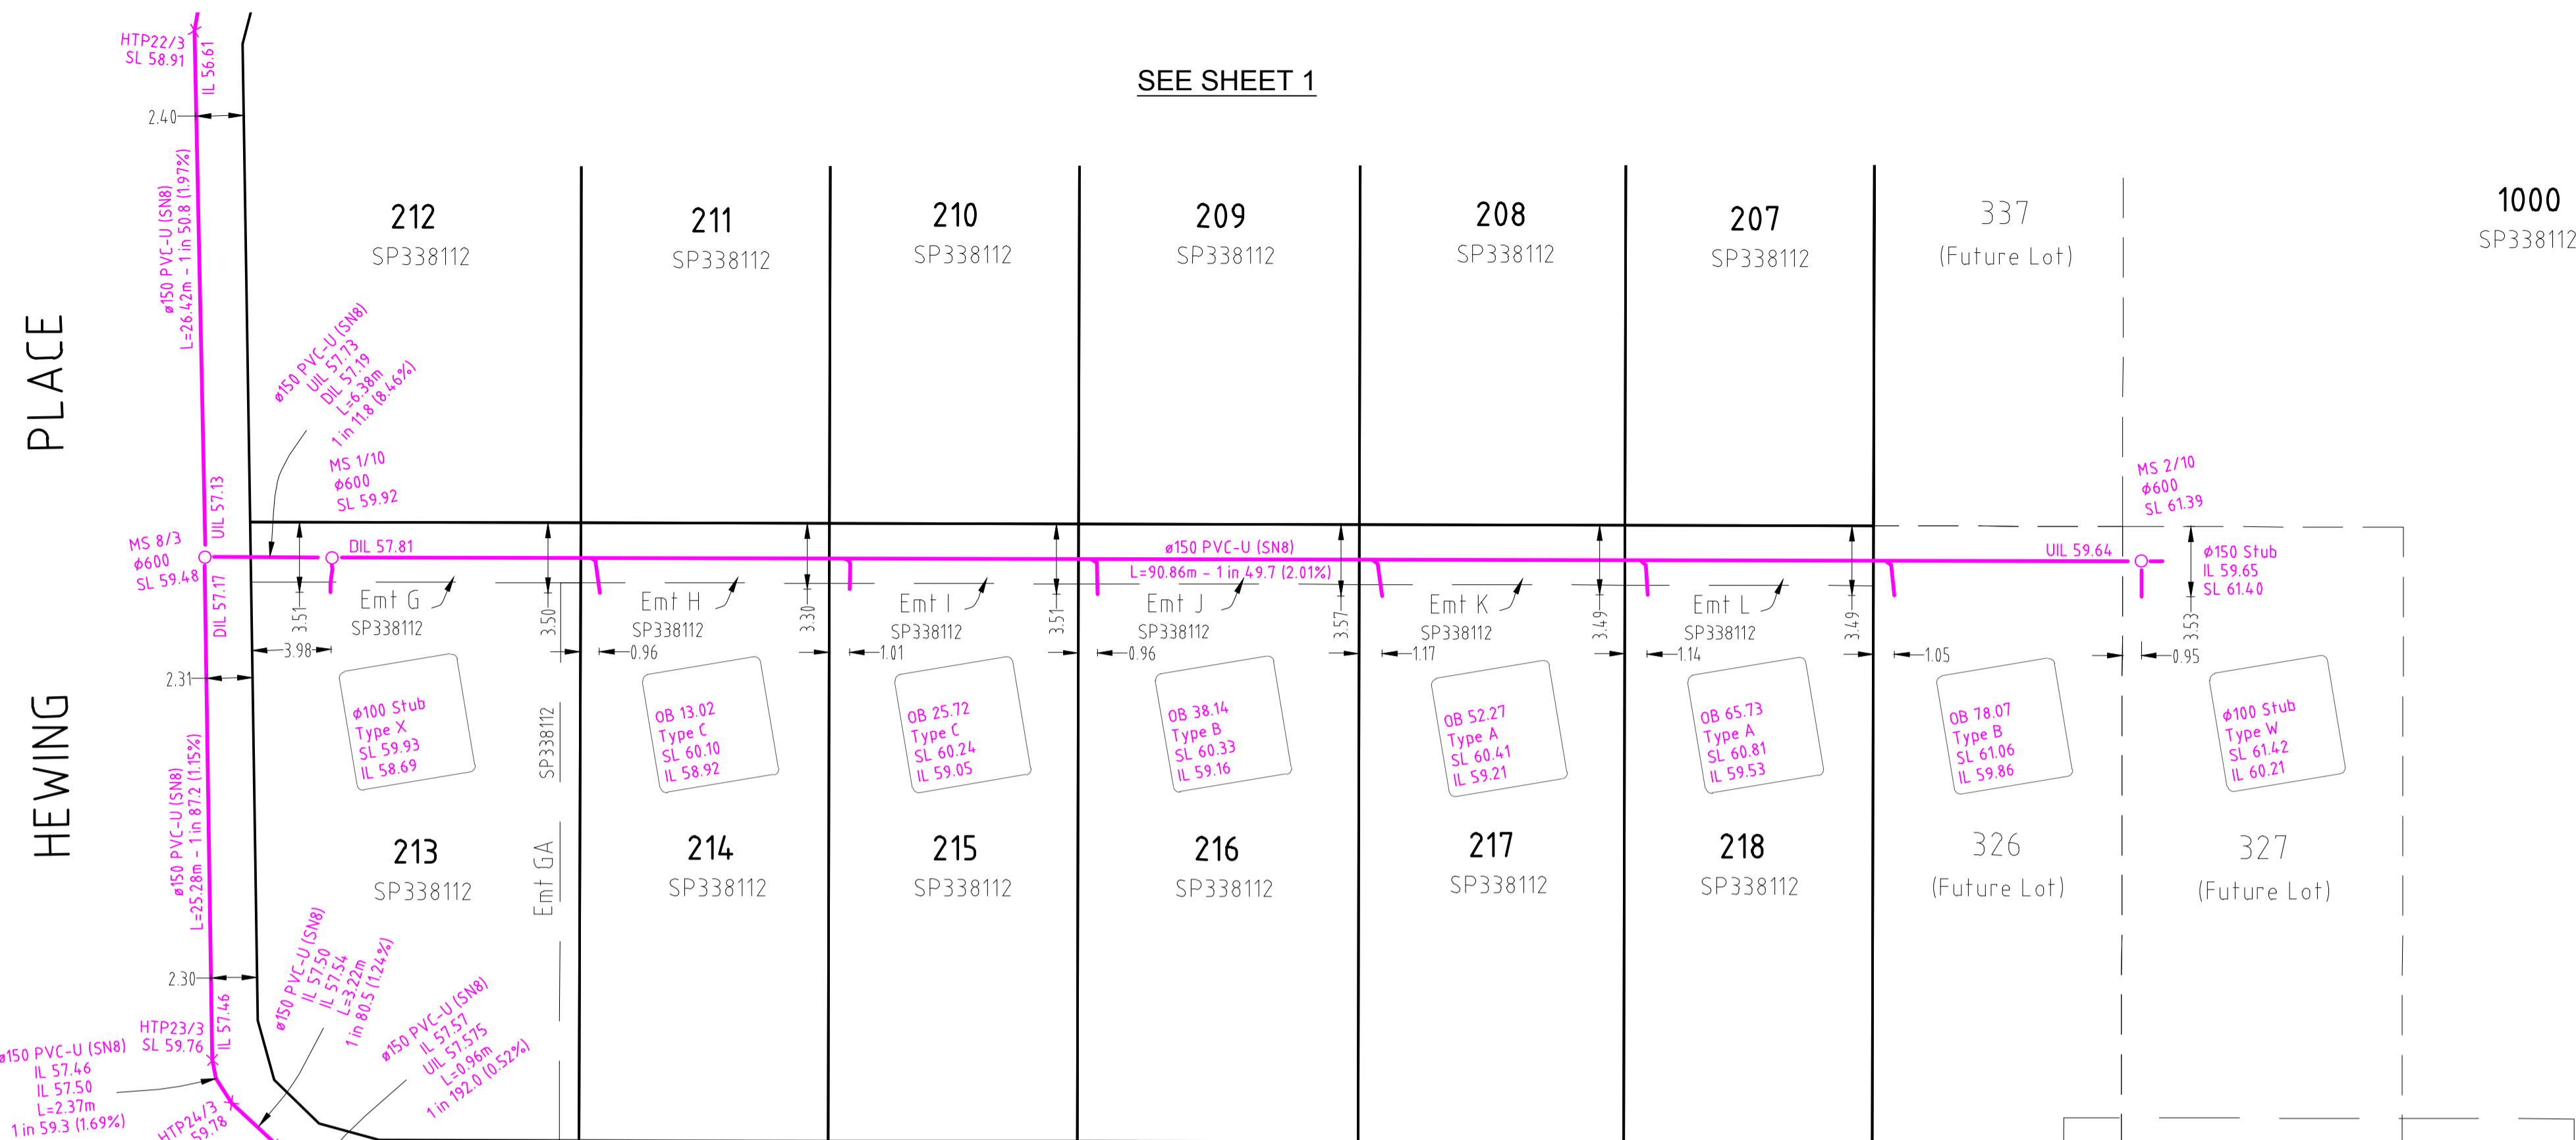 HTP22/3
SL 58.91
IL 56.61
SEE SHEET 1
2.40
ø150 PVC-U (SN8)
L=26.42m - 1 in 50.8 (1.97%)
212
SP338112
211
SP338112
210
SP338112
209
SP338112
208
SP338112
207
SP338112
337
(Future Lot)
1000
SP338112
PLACE
HEWING
ø150 PVC-U (SN8)
UIL 57.73
DIL 57.19
L=6.38m
1 in 11.8 (8.46%)
MS 1/10
ϕ600
SL 59.92
UIL 57.13
MS 8/3
ϕ600
SL 59.48
DIL 57.17
DIL 57.81
ø150 PVC-U (SN8)
L=90.86m - 1 in 49.7 (2.01%)
UIL 59.64
MS 2/10
ϕ600
SL 61.39
ø150 Stub
IL 59.65
SL 61.40
3.51
3.50
3.30
3.51
3.57
3.49
3.49
3.53
Emt G
SP338112
Emt H
SP338112
Emt I
SP338112
Emt J
SP338112
Emt K
SP338112
Emt L
SP338112
3.98
0.96
1.01
0.96
1.17
1.14
1.05
0.95
2.31
ϕ100 Stub
Type X
SL 59.93
IL 58.69
OB 13.02
Type C
SL 60.10
IL 58.92
OB 25.72
Type C
SL 60.24
IL 59.05
OB 38.14
Type B
SL 60.33
IL 59.16
OB 52.27
Type A
SL 60.41
IL 59.21
OB 65.73
Type A
SL 60.81
IL 59.53
OB 78.07
Type B
SL 61.06
IL 59.86
ϕ100 Stub
Type W
SL 61.42
IL 60.21
ø150 PVC-U (SN8)
L=25.28m - 1 in 87.2 (1.15%)
Emt GA
SP338112
213
SP338112
214
SP338112
215
SP338112
216
SP338112
217
SP338112
218
SP338112
326
(Future Lot)
327
(Future Lot)
2.30
IL 57.46
HTP23/3
SL 59.76
ø150 PVC-U (SN8)
IL 57.50
IL 57.54
L=3.22m
1 in 80.5 (1.24%)
ø150 PVC-U (SN8)
IL 57.57
UIL 57.575
L=0.96m
1 in 192.0 (0.52%)
ø150 PVC-U (SN8)
IL 57.46
IL 57.50
L=2.37m
1 in 59.3 (1.69%)
HTP24/3
59.78